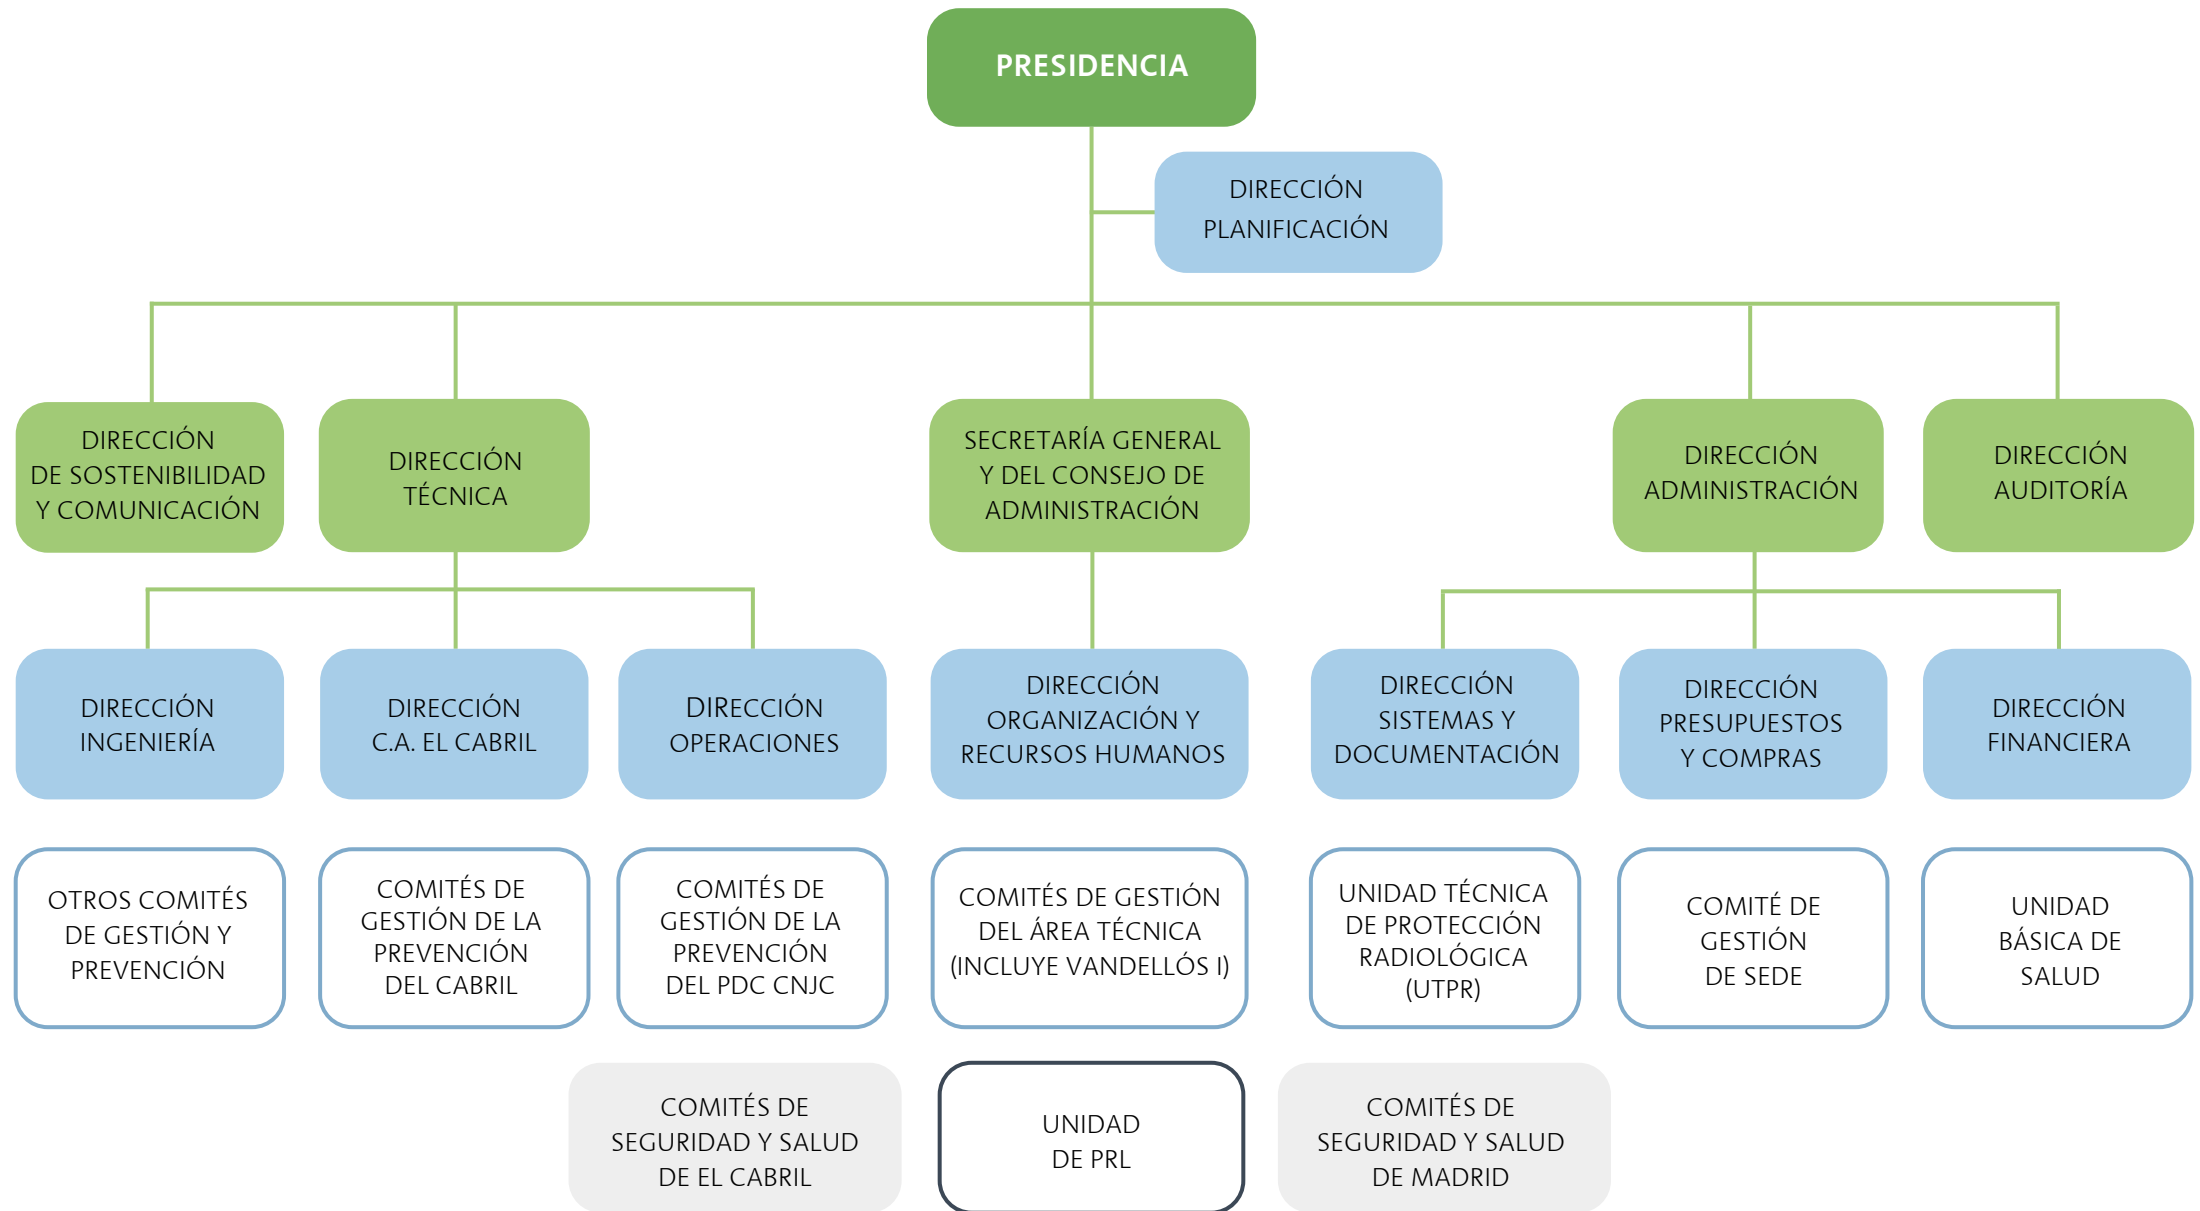 PRESIDENCIA
DIRECCIÓN
PLANIFICACIÓN
DIRECCIÓN
DE SOSTENIBILIDAD
Y COMUNICACIÓN
DIRECCIÓN
TÉCNICA
SECRETARÍA GENERAL
Y DEL CONSEJO DE
ADMINISTRACIÓN
DIRECCIÓN
ADMINISTRACIÓN
DIRECCIÓN
AUDITORÍA
DIRECCIÓN
INGENIERÍA
DIRECCIÓN
C.A. EL CABRIL
DIRECCIÓN
OPERACIONES
DIRECCIÓN
ORGANIZACIÓN Y
RECURSOS HUMANOS
DIRECCIÓN
SISTEMAS Y
DOCUMENTACIÓN
DIRECCIÓN
PRESUPUESTOS
Y COMPRAS
DIRECCIÓN
FINANCIERA
OTROS COMITÉS
DE GESTIÓN Y
PREVENCIÓN
COMITÉS DE
GESTIÓN DE LA
PREVENCIÓN
DEL CABRIL
COMITÉS DE
GESTIÓN DE LA
PREVENCIÓN
DEL PDC CNJC
COMITÉS DE GESTIÓN
DEL ÁREA TÉCNICA
(INCLUYE VANDELLÓS I)
UNIDAD TÉCNICA
DE PROTECCIÓN
RADIOLÓGICA
(UTPR)
COMITÉ DE
GESTIÓN
DE SEDE
UNIDAD
BÁSICA DE
SALUD
COMITÉS DE
SEGURIDAD Y SALUD
DE EL CABRIL
UNIDAD
DE PRL
COMITÉS DE
SEGURIDAD Y SALUD
DE MADRID